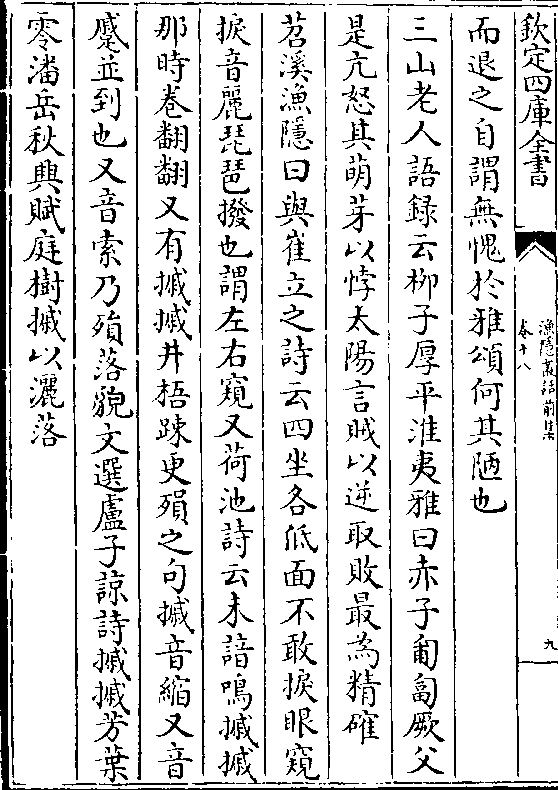 欽定四庫全書
漁隱叢話前集
卷十八
九
而退之自謂無愧於雅頌何其陋也
三山老人語録云栁子厚平淮夷雅曰赤子匍匐厥父
是亢怒其萌芽以悖太陽言賊以逆取敗最為精確
苕溪漁隱曰與崔立之詩云四坐各低面不敢捩眼窺
捩音麗琵琶撥也謂左右窺又荷池詩云未諳鳴摵摵
那時卷翻翻又有摵摵井梧踈更殞之句摵音縮又音
蹙並到也又音索乃殞落貌文選盧子諒詩摵摵芳葉
零潘岳秋興賦庭樹摵以灑落